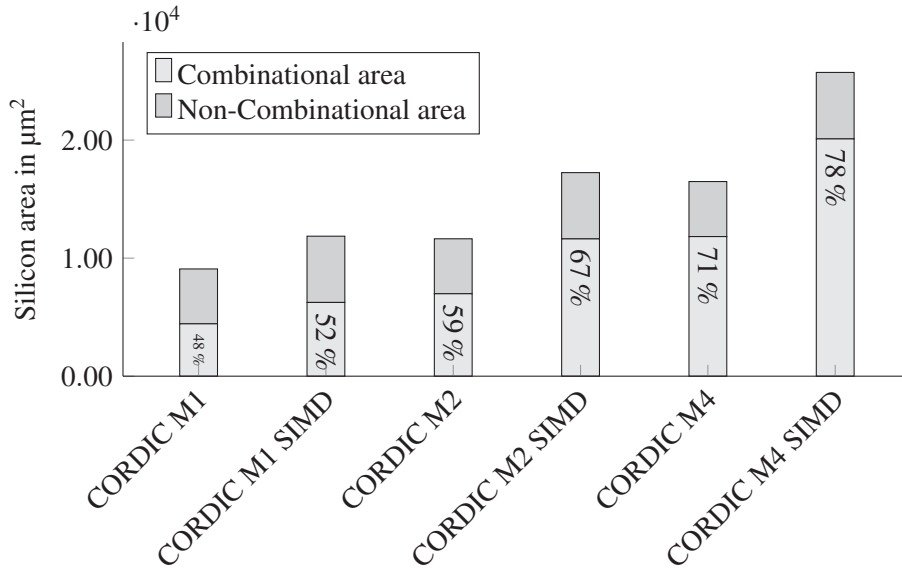 ·10⁴
Combinational area
Non-Combinational area
Silicon area in µm²
2.00
1.00
0.00
48 %
52 %
59 %
67 %
71 %
78 %
CORDIC M1
CORDIC M1 SIMD
CORDIC M2
CORDIC M2 SIMD
CORDIC M4
CORDIC M4 SIMD